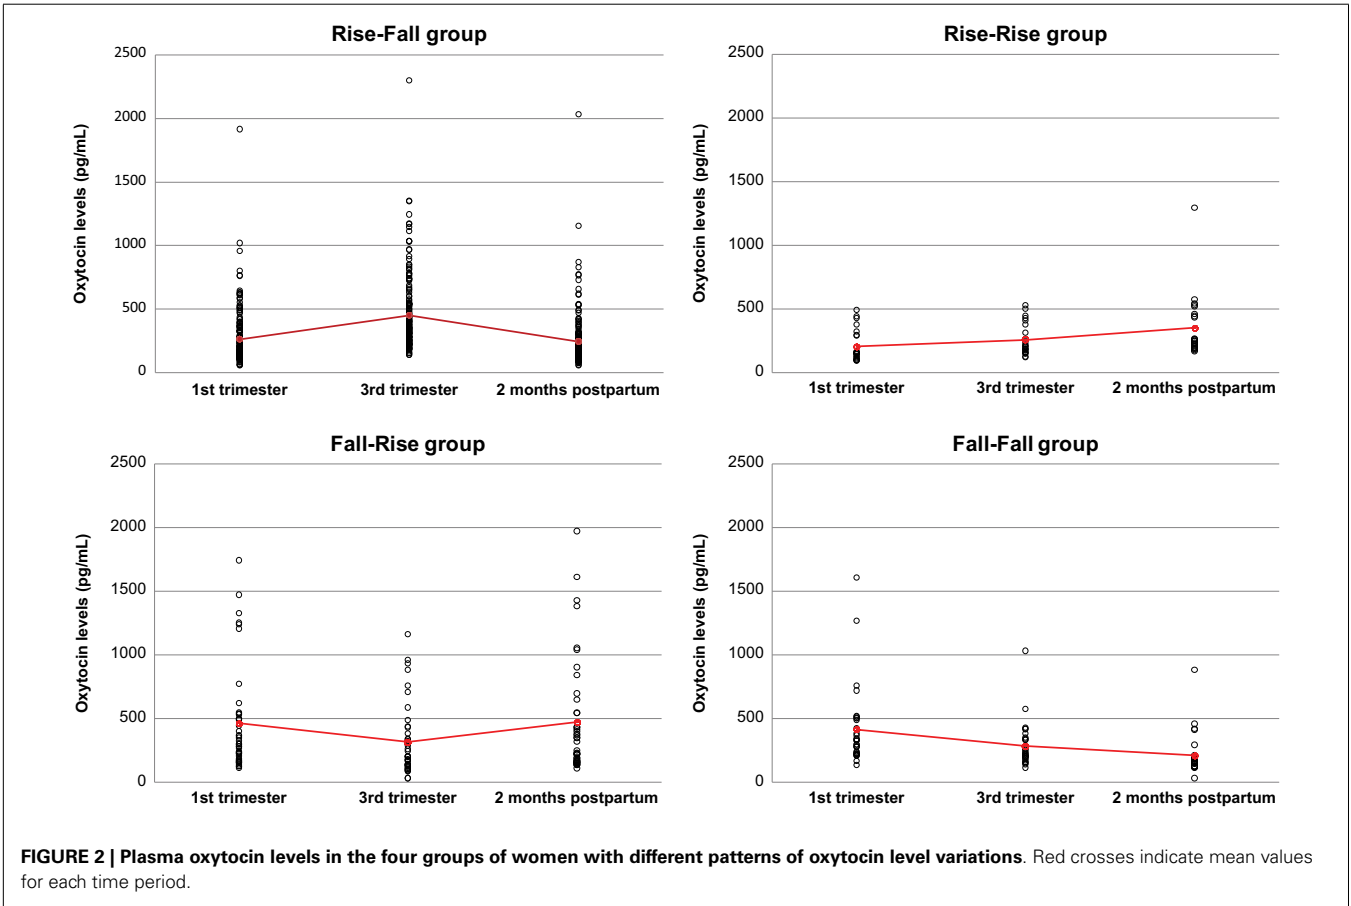 Rise-Fall group
2500
2000
1500
1000
500
0
Oxytocin levels (pg/mL)
1st trimester 3rd trimester 2 months postpartum
Rise-Rise group
2500
2000
1500
1000
500
0
Oxytocin levels (pg/mL)
1st trimester 3rd trimester 2 months postpartum
Fall-Rise group
2500
2000
1500
1000
500
0
Oxytocin levels (pg/mL)
1st trimester 3rd trimester 2 months postpartum
Fall-Fall group
2500
2000
1500
1000
500
0
Oxytocin levels (pg/mL)
1st trimester 3rd trimester 2 months postpartum
FIGURE 2 | Plasma oxytocin levels in the four groups of women with different patterns of oxytocin level variations. Red crosses indicate mean values
for each time period.